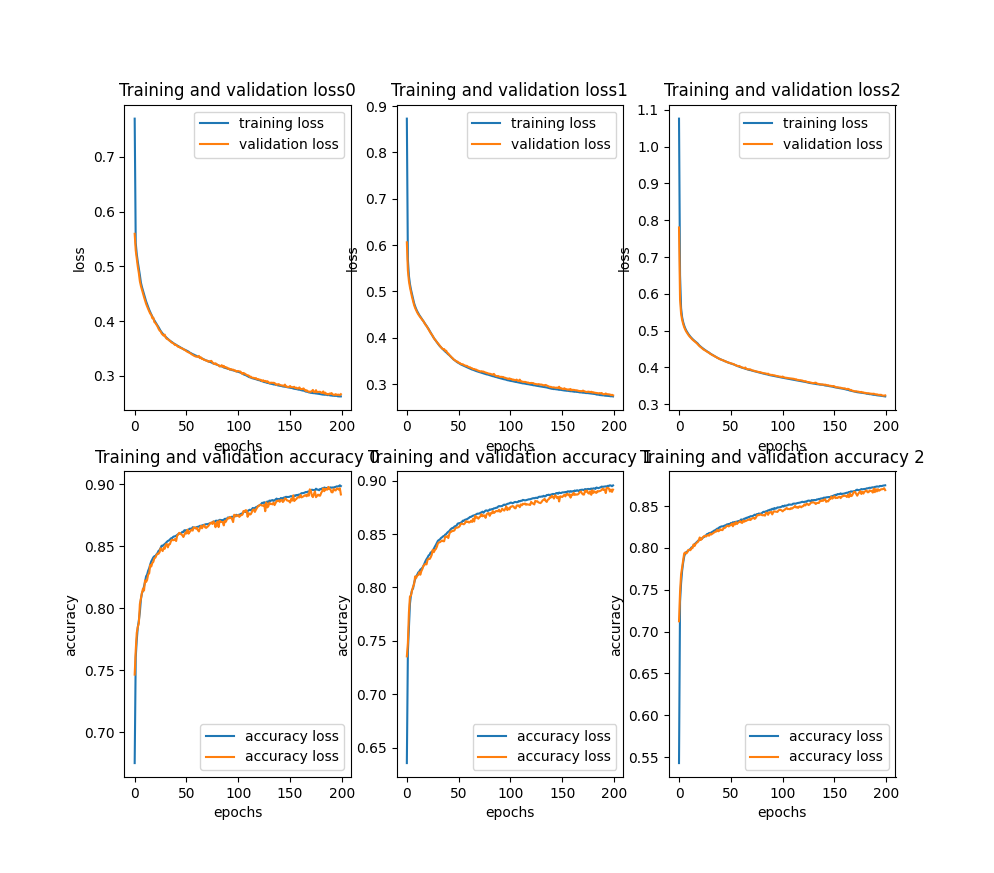 Training and validation loss0
training loss
validation loss
0.7
0.6
0.5
0.4
0.3
loss
0 50 100 150 200
epochs
Training and validation loss1
training loss
validation loss
0.9
0.8
0.7
0.6
0.5
0.4
0.3
loss
0 50 100 150 200
epochs
Training and validation loss2
training loss
validation loss
1.1
1.0
0.9
0.8
0.7
0.6
0.5
0.4
0.3
loss
0 50 100 150 200
epochs
Training and validation accuracy 0
0.90
0.85
0.80
0.75
0.70
accuracy
accuracy loss
accuracy loss
0 50 100 150 200
epochs
Training and validation accuracy 1
0.90
0.85
0.80
0.75
0.70
0.65
accuracy
accuracy loss
accuracy loss
0 50 100 150 200
epochs
Training and validation accuracy 2
0.85
0.80
0.75
0.70
0.65
0.60
0.55
accuracy
accuracy loss
accuracy loss
0 50 100 150 200
epochs